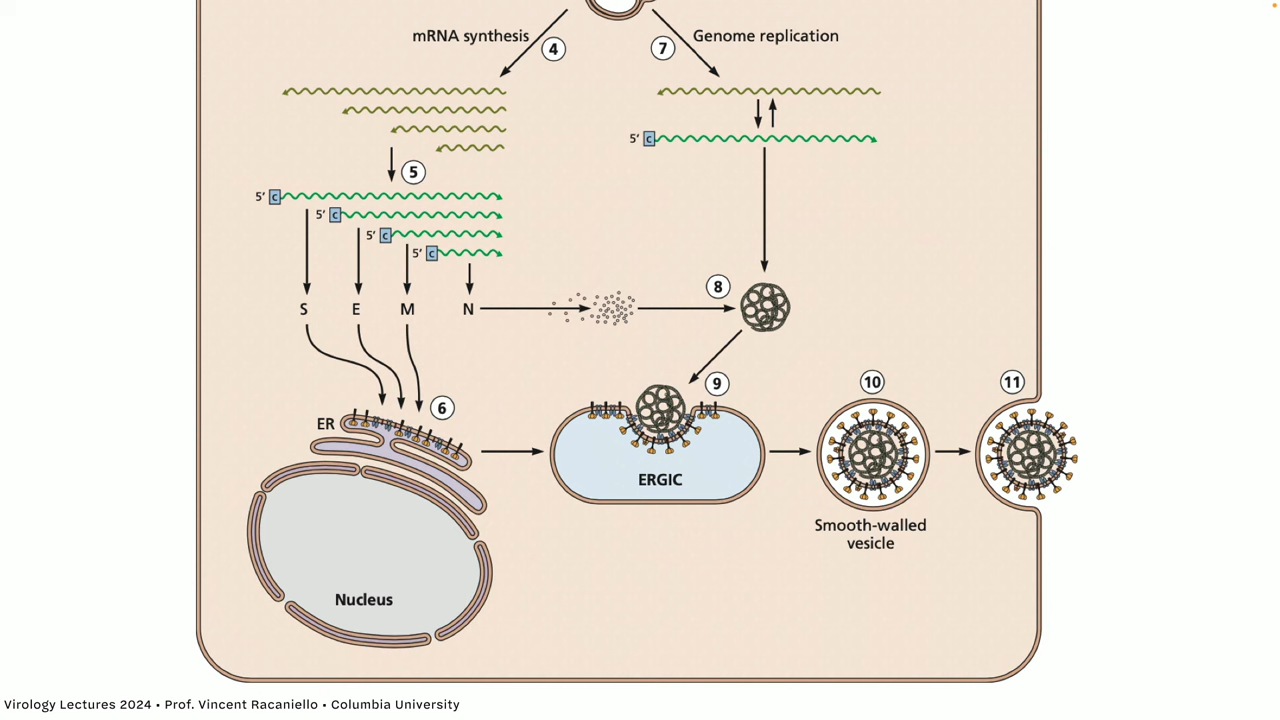 mRNA synthesis
4
7
Genome replication
5' c
5
5' c
5' c
5' c
5' c
S
E
M
N
8
ER
6
9
ERGIC
10
11
Smooth-walled
vesicle
Nucleus
Virology Lectures 2024 • Prof. Vincent Racaniello • Columbia University